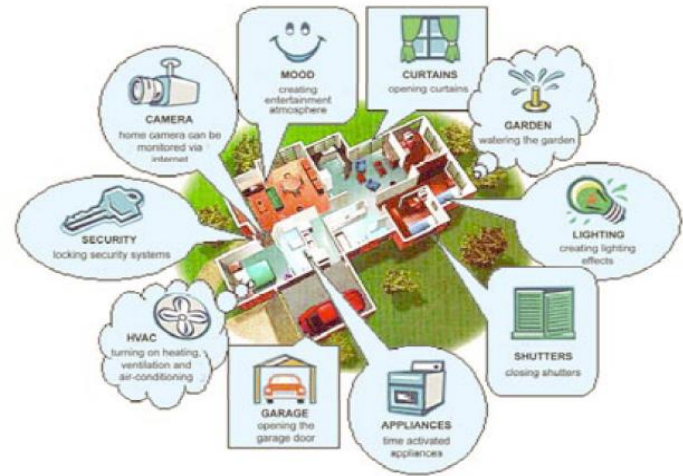 MOOD
creating
entertainment
atmosphere
CURTAINS
opening curtains
CAMERA
home camera can be
monitored via
internet
GARDEN
watering the garden
SECURITY
locking security systems
LIGHTING
creating lighting
effects
HVAC
turning on heating,
ventilation and
air-conditioning
SHUTTERS
closing shutters
GARAGE
opening the
garage door
APPLIANCES
time activated
appliances